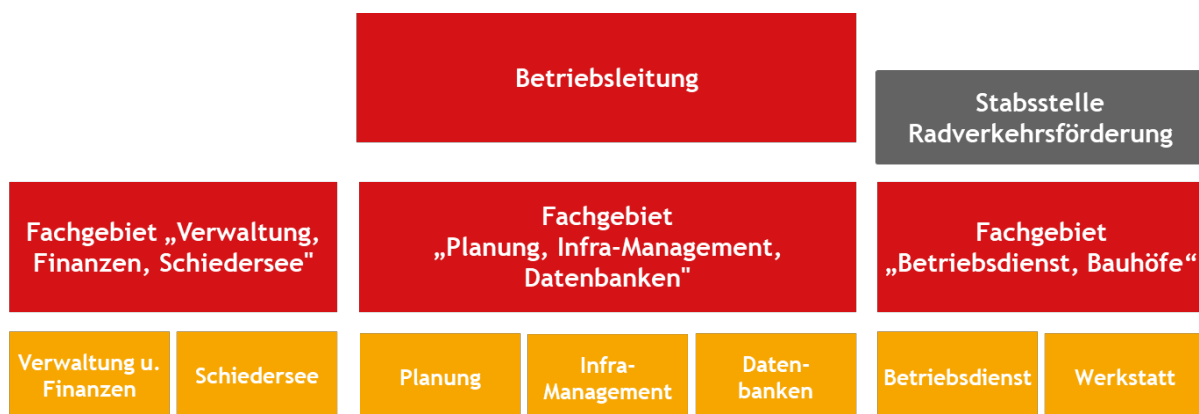 Betriebsleitung
Stabsstelle
Radverkehrsförderung
Fachgebiet „Verwaltung,
Finanzen, Schiedersee"
Fachgebiet
„Planung, Infra-Management,
Datenbanken"
Fachgebiet
„Betriebsdienst, Bauhöfe“
Verwaltung u.
Finanzen
Schiedersee
Planung
Infra-
Management
Daten-
banken
Betriebsdienst
Werkstatt